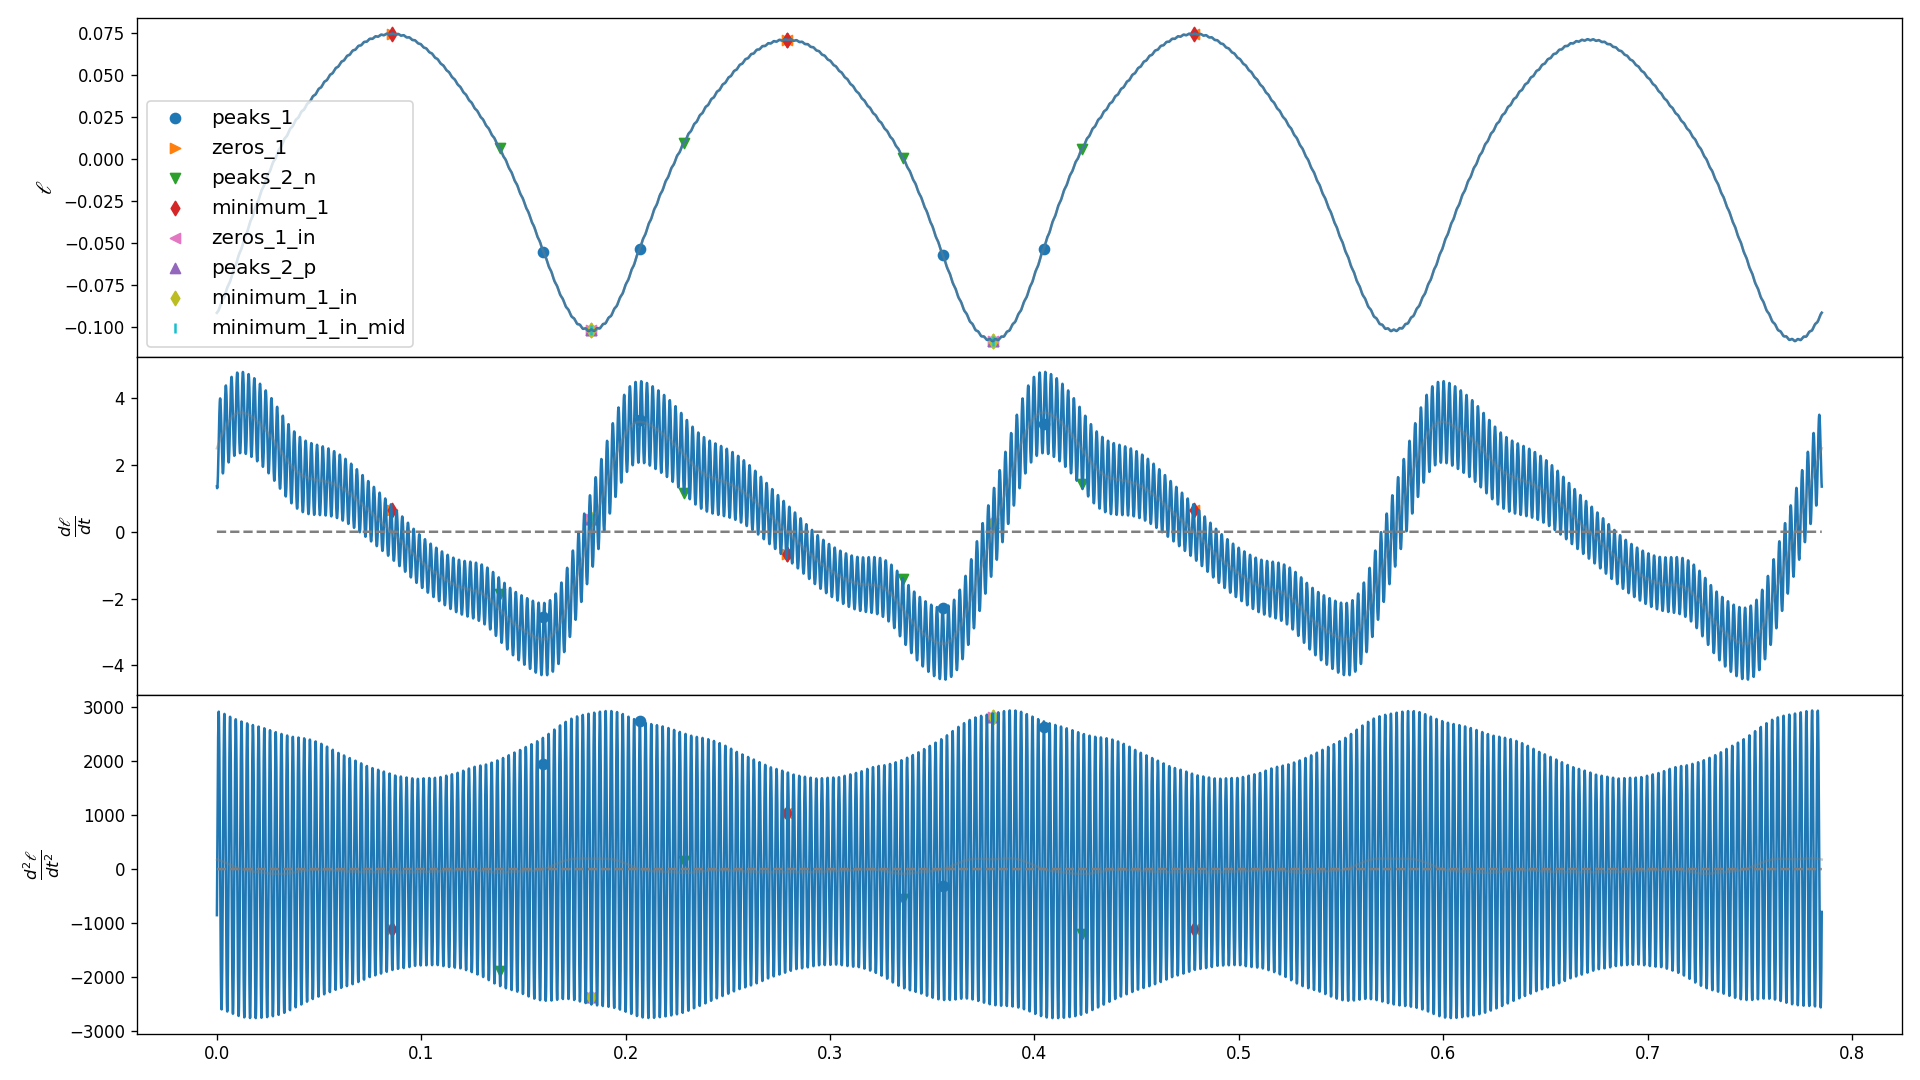 0.075
0.050
0.025
0.000
−0.025
−0.050
−0.075
−0.100
ℓ
peaks_1
zeros_1
peaks_2_n
minimum_1
zeros_1_in
peaks_2_p
minimum_1_in
minimum_1_in_mid
4
2
0
−2
−4
dℓ
dt
3000
2000
1000
0
−1000
−2000
−3000
d²ℓ
dt²
0.0 0.1 0.2 0.3 0.4 0.5 0.6 0.7 0.8